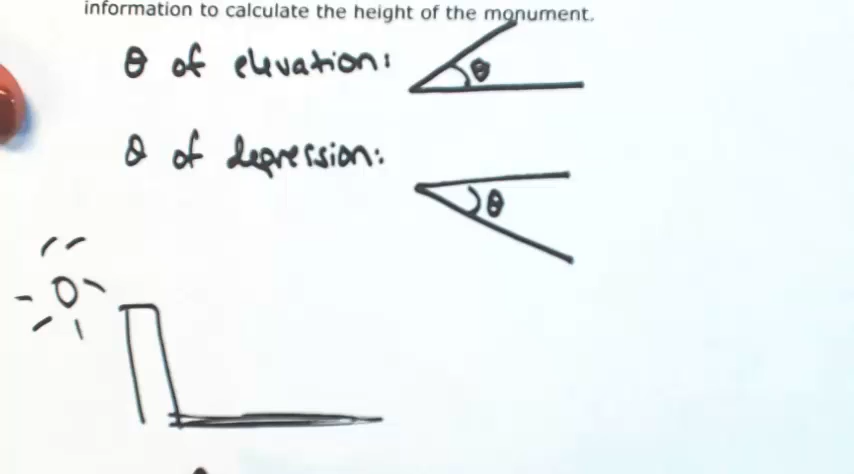 information to calculate the height of the monument.
θ of elevation:
θ
θ of depression:
θ